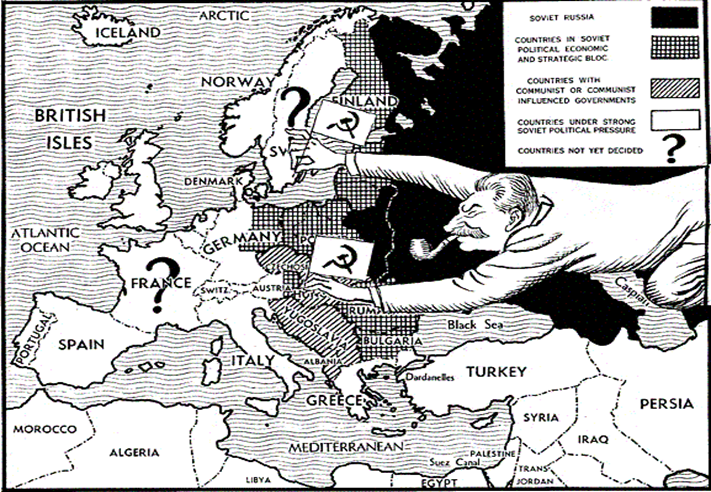 ARCTIC
ICELAND
NORWAY
FINLAND
BRITISH
ISLES
?
SW
DENMARK
ATLANTIC
OCEAN
GERMANY
FRANCE
?
SWITZ
AUSTRIA
RUM
PORTUGAL
SPAIN
ITALY
YUGOSLAVIA
ALBANIA
BULGARIA
GREECE
Black Sea
Caspian
Dardanelles
TURKEY
SYRIA
IRAQ
PERSIA
MOROCCO
ALGERIA
MEDITERRANEAN
LIBYA
Suez Canal
PALESTINE
TRANS
JORDAN
EGYPT
SOVIET RUSSIA
COUNTRIES IN SOVIET
POLITICAL ECONOMIC
AND STRATEGIC BLOC.
COUNTRIES WITH
COMMUNIST OR COMMUNIST
INFLUENCED GOVERNMENTS
COUNTRIES UNDER STRONG
SOVIET POLITICAL PRESSURE
COUNTRIES NOT YET DECIDED ?